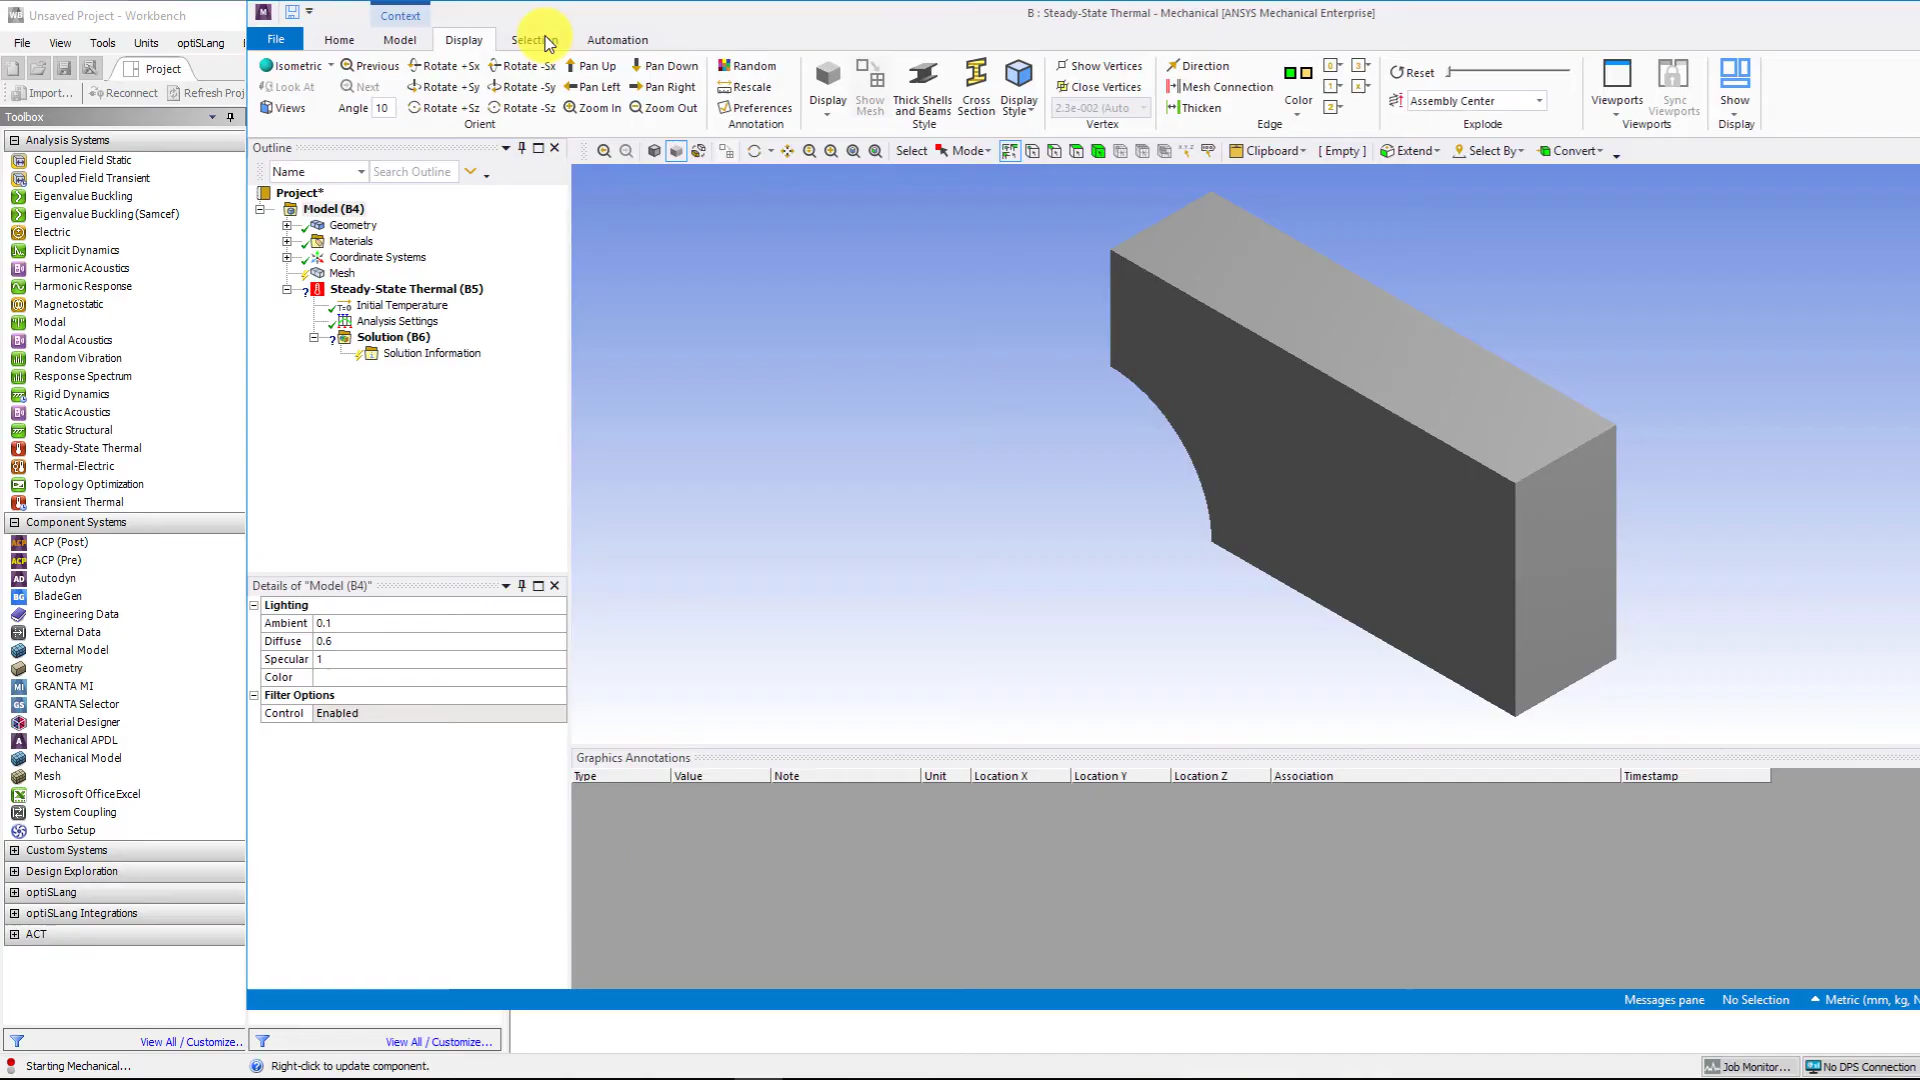 Unsaved Project - Workbench
File View Tools Units optiSLang
Project
Import... Reconnect Refresh Proj
Toolbox
Analysis Systems
Coupled Field Static
Coupled Field Transient
Eigenvalue Buckling
Eigenvalue Buckling (Samcef)
Electric
Explicit Dynamics
Harmonic Acoustics
Harmonic Response
Magnetostatic
Modal
Modal Acoustics
Random Vibration
Response Spectrum
Rigid Dynamics
Static Acoustics
Static Structural
Steady-State Thermal
Thermal-Electric
Topology Optimization
Transient Thermal
Component Systems
ACP (Post)
ACP (Pre)
Autodyn
BladeGen
Engineering Data
External Data
External Model
Geometry
GRANTA MI
GRANTA Selector
Material Designer
Mechanical APDL
Mechanical Model
Mesh
Microsoft Office Excel
System Coupling
Turbo Setup
Custom Systems
Design Exploration
optiSLang
optiSLang Integrations
ACT
View All / Customize..
Starting Mechanical...
Context
B : Steady-State Thermal - Mechanical [ANSYS Mechanical Enterprise]
File Home Model Display Selection Automation
Isometric Previous Rotate +Sx Rotate -Sx Pan Up Pan Down
Look At Next Rotate +Sy Rotate -Sy Pan Left Pan Right
Views Angle 10 Rotate +Sz Rotate -Sz Zoom In Zoom Out
Orient
Random
Rescale
Preferences
Annotation
Display
Show Mesh
Thick Shells and Beams
Cross Section
Display Style
Style
Show Vertices
Close Vertices
2.3e-002 (Auto
Vertex
Direction
Mesh Connection
Thicken
Color
Edge
Reset
Assembly Center
Explode
Viewports
Sync Viewports
Viewports
Show
Display
Outline
Name Search Outline
Select Mode Clipboard [ Empty ] Extend Select By Convert
Project*
Model (B4)
Geometry
Materials
Coordinate Systems
Mesh
Steady-State Thermal (B5)
Initial Temperature
Analysis Settings
Solution (B6)
Solution Information
Details of "Model (B4)"
Lighting
Ambient 0.1
Diffuse 0.6
Specular 1
Color
Filter Options
Control Enabled
Graphics Annotations
Type Value Note Unit Location X Location Y Location Z Association Timestamp
Messages pane No Selection Metric (mm, kg, N
View All / Customize...
Right-click to update component.
Job Monitor... No DPS Connection